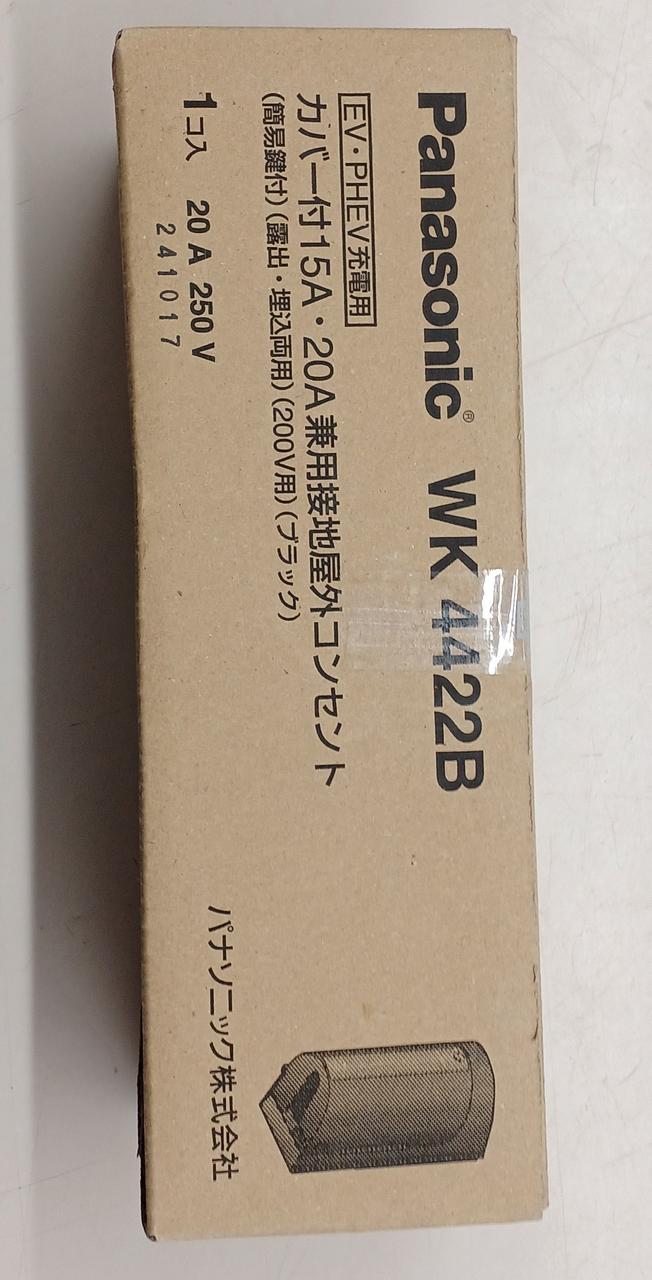 Panasonic® WK 4422B
EV・PHEV充電用
カバー付15A・20A兼用接地屋外コンセント
(簡易鍵付)(露出・埋込両用)(200V用)(ブラック)
1コ入 20A 250V
241017
パナソニック株式会社